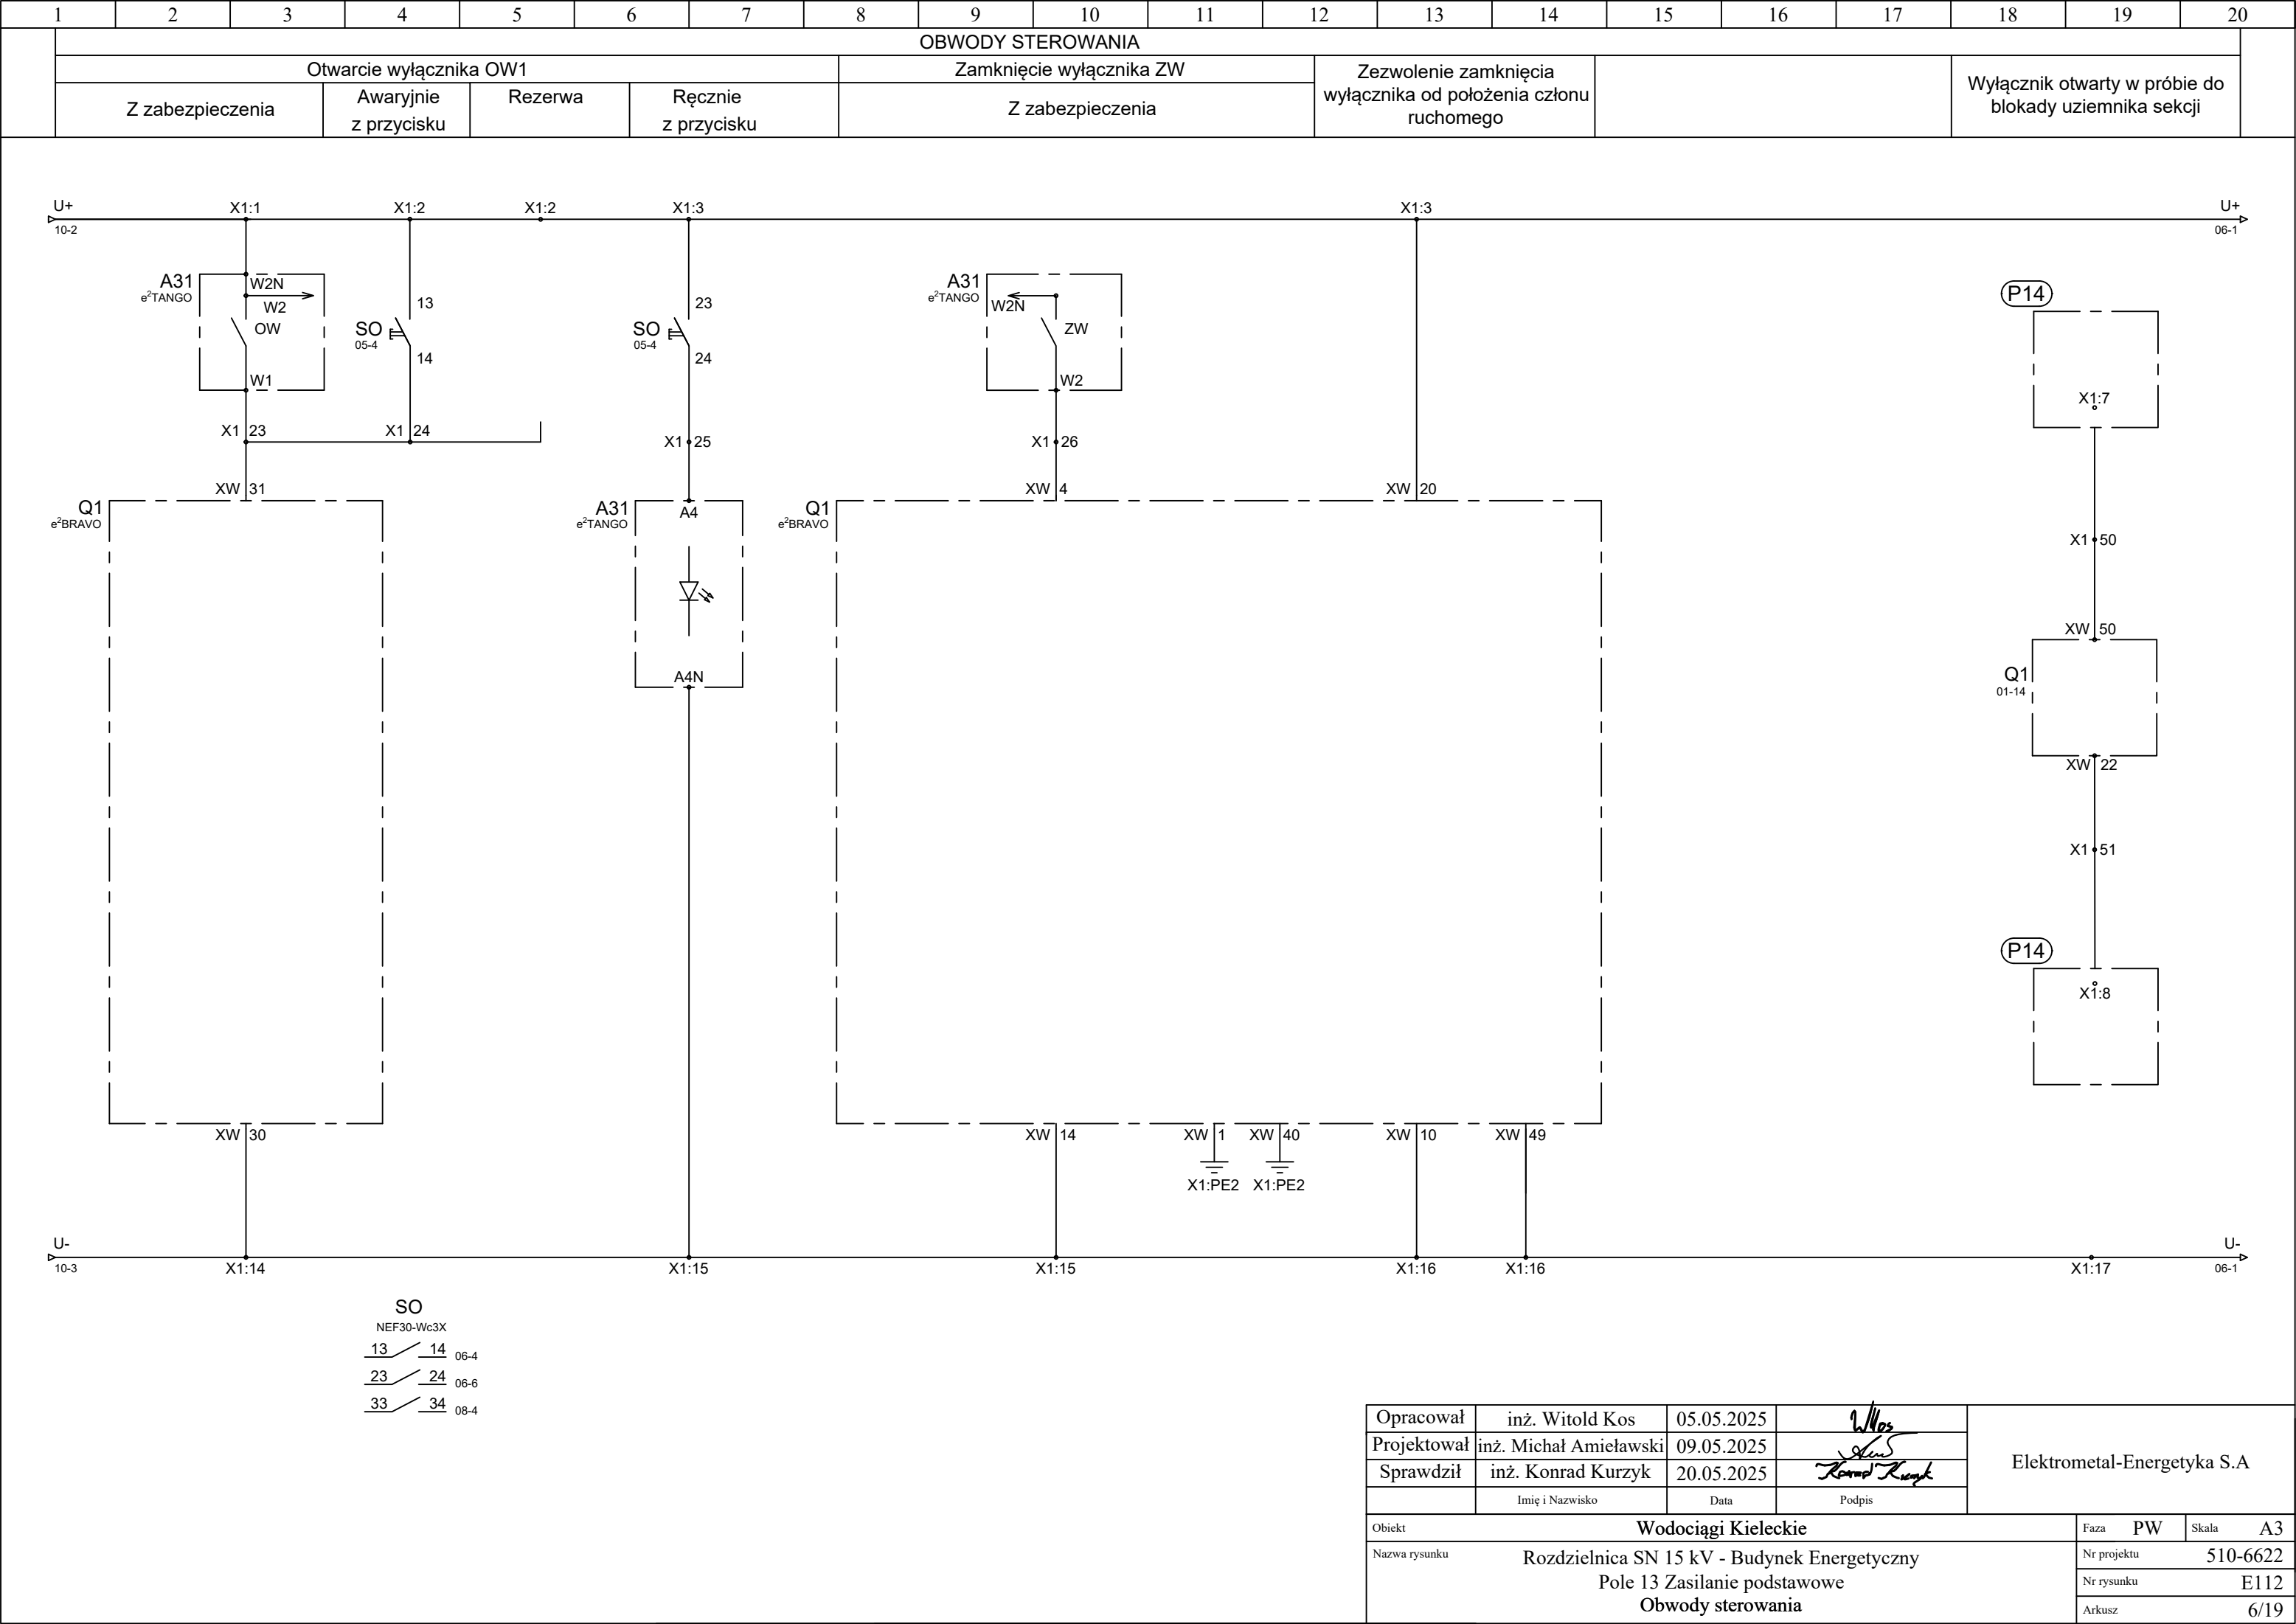 1 2 3 4 5 6 7 8 9 10 11 12 13 14 15 16 17 18 19 20
OBWODY STEROWANIA
Otwarcie wyłącznika OW1
Zamknięcie wyłącznika ZW
Zezwolenie zamknięcia
wyłącznika od położenia członu
ruchomego
Wyłącznik otwarty w próbie do
blokady uziemnika sekcji
Z zabezpieczenia
Awaryjnie
z przycisku
Rezerwa
Ręcznie
z przycisku
Z zabezpieczenia
U+ X1:1 X1:2 X1:2 X1:3 X1:3 U+
10-2 06-1
A31
e²TANGO
W2N
W2
OW
W1
SO
05-4
13
14
SO
05-4
23
24
A31
e²TANGO
W2N
ZW
W2
P14
X1:7
X1 23
X1 24
X1 25
X1 26
XW 31
XW 4
XW 20
Q1
e²BRAVO
A31
e²TANGO
A4
A4N
Q1
e²BRAVO
X1 50
XW 50
Q1
01-14
XW 22
X1 51
P14
X1:8
XW 30
XW 14
XW 1
XW 40
XW 10
XW 49
X1:PE2 X1:PE2
U- U-
10-3 06-1
X1:14 X1:15 X1:15 X1:16 X1:16 X1:17
SO
NEF30-Wc3X
13 14 06-4
23 24 06-6
33 34 08-4
Opracował inż. Witold Kos 05.05.2025 WKos
Projektował inż. Michał Amieławski 09.05.2025
Sprawdził inż. Konrad Kurzyk 20.05.2025 Konrad Kurzyk
Imię i Nazwisko Data Podpis
Elektrometal-Energetyka S.A
Obiekt Wodociągi Kieleckie
Faza PW Skala A3
Nazwa rysunku
Rozdzielnica SN 15 kV - Budynek Energetyczny
Pole 13 Zasilanie podstawowe
Obwody sterowania
Nr projektu 510-6622
Nr rysunku E112
Arkusz 6/19